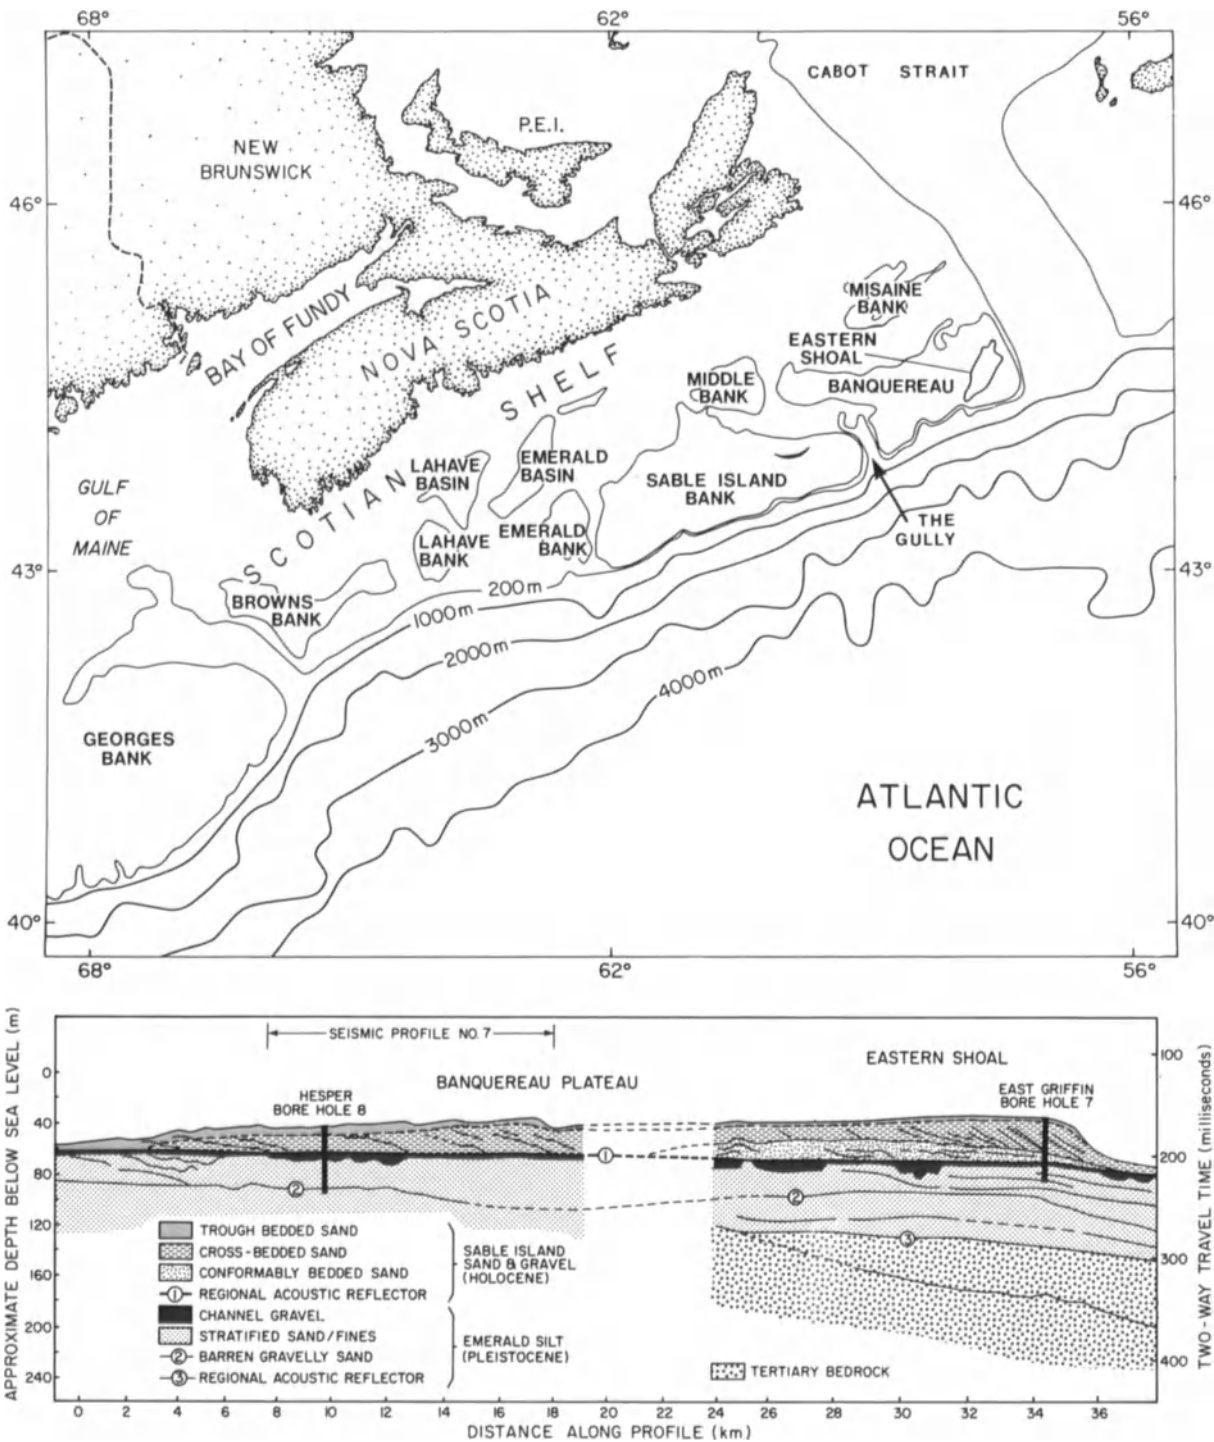 68°
62°
56°
CABOT STRAIT
P.E.I.
NEW
BRUNSWICK
46°
46°
BAY OF FUNDY
NOVA SCOTIA
SCOTIAN SHELF
MISAINE
BANK
EASTERN
SHOAL
BANQUEREAU
MIDDLE
BANK
LAHAVE
BASIN
EMERALD
BASIN
SABLE ISLAND
BANK
GULF
OF
MAINE
LAHAVE
BANK
EMERALD
BANK
THE
GULLY
43°
43°
BROWNS
BANK
200m
1000m
2000m
3000m
4000m
GEORGES
BANK
ATLANTIC
OCEAN
40°
40°
68°
62°
56°
APPROXIMATE DEPTH BELOW SEA LEVEL (m)
0
40
60
80
120
160
200
240
SEISMIC PROFILE NO. 7
BANQUEREAU PLATEAU
EASTERN SHOAL
HESPER
BORE HOLE 8
EAST GRIFFIN
BORE HOLE 7
1
2
2
3
TROUGH BEDDED SAND
CROSS-BEDDED SAND
CONFORMABLY BEDDED SAND
1 REGIONAL ACOUSTIC REFLECTOR
SABLE ISLAND
SAND & GRAVEL
(HOLOCENE)
CHANNEL GRAVEL
STRATIFIED SAND/FINES
2 BARREN GRAVELLY SAND
3 REGIONAL ACOUSTIC REFLECTOR
EMERALD SILT
(PLEISTOCENE)
TERTIARY BEDROCK
100
200
300
400
TWO-WAY TRAVEL TIME (milliseconds)
0 2 4 6 8 10 12 14 16 18 20 22 24 26 28 30 32 34 36
DISTANCE ALONG PROFILE (km)